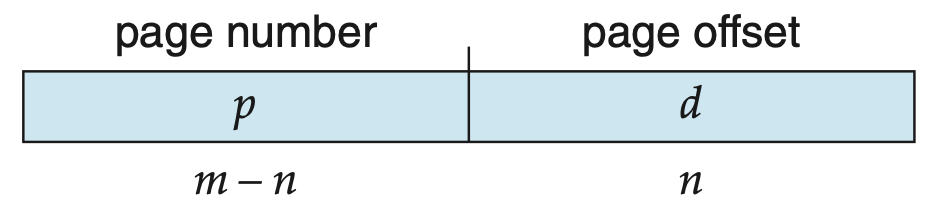 page number page offset
p d
m – n n